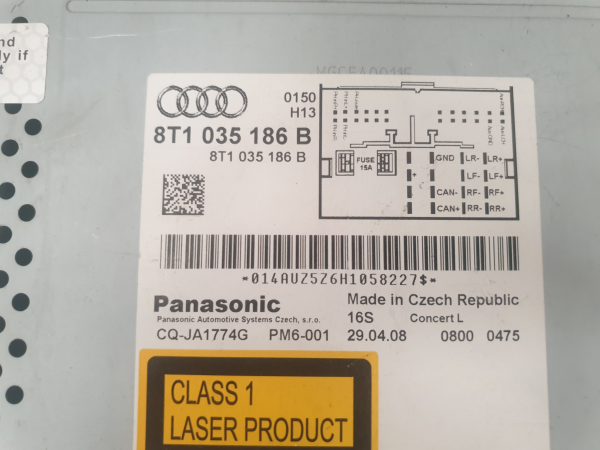 nd
ly if
t
0150
H13
8T1 035 186 B
8T1 035 186 B
FUSE
15A
GND LR- LR+
+ LF- LF+
CAN- RF- RF+
CAN+ RR- RR+
*014AUZ5Z6H1058227$*
Panasonic
Panasonic Automotive Systems Czech, s.r.o.
CQ-JA1774G PM6-001
Made in Czech Republic
16S Concert L
29.04.08 0800 0475
CLASS 1
LASER PRODUCT